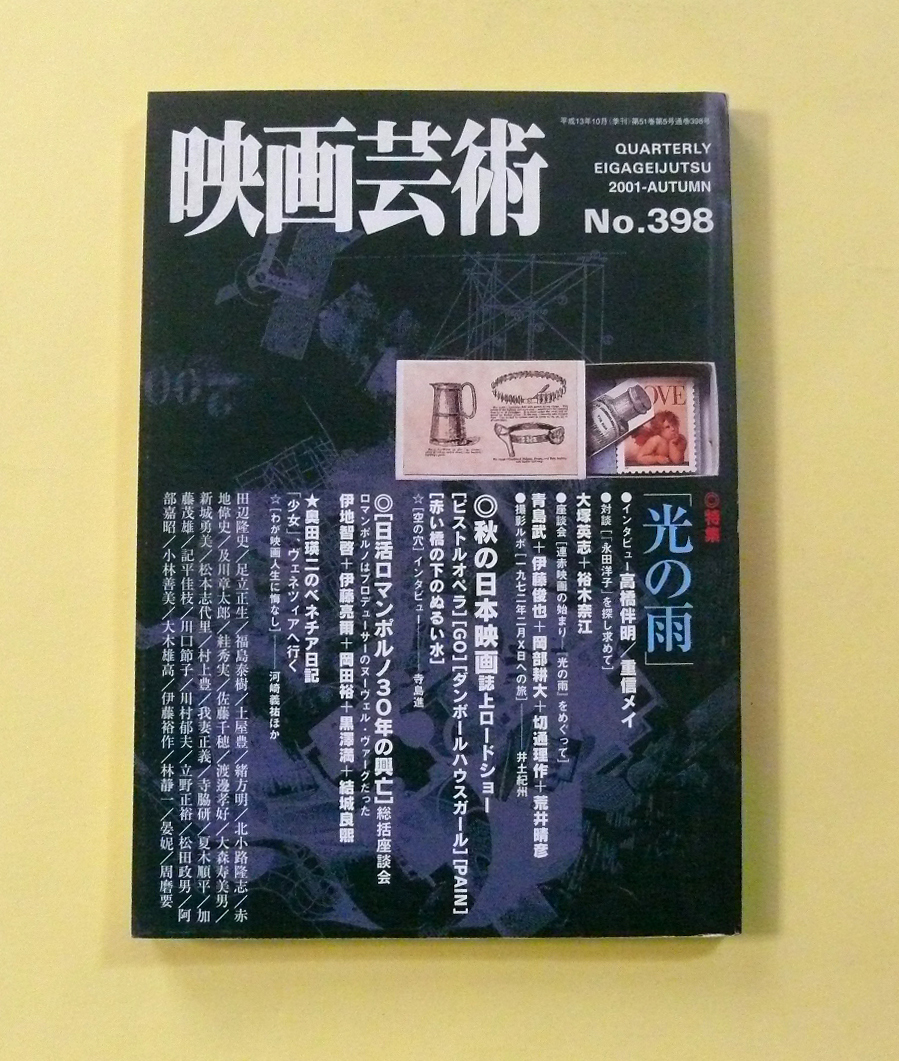 映画芸術
平成13年10月(季刊)第51巻第5号通巻398号
QUARTERLY
EIGAGEIJUTSU
2001-AUTUMN
No.398
LOVE
◎特集
「光の雨」
●インタビュー 高橋伴明/重信メイ
●対談[「永田洋子」を探し求めて]
大塚英志+裕木奈江
●座談会[連赤映画の始まり――『光の雨』をめぐって]
青島武+伊藤俊也+岡部耕大+切通理作+荒井晴彦
●撮影ルポ[一九七二年二月X日への旅]――井土紀州
◎秋の日本映画誌上ロードショー
[ピストルオペラ][GO][ダンボールハウスガール][PAIN]
[赤い橋の下のぬるい水]
☆[空の穴]インタビュー――寺島進
◎[日活ロマンポルノ30年の興亡]総括座談会
ロマンポルノはプロデューサーのヌーヴェル・ヴァーグだった
伊地智啓+伊藤亮爾+岡田裕+黒澤満+結城良煕
★奥田瑛二のベネチア日記
「少女」、ヴェネツィアへ行く
☆[わが映画人生に悔なし]――河崎義祐ほか
田辺隆史/足立正生/福島泰樹/土屋豊/緒方明/北小路隆志/赤
地偉史/及川章太郎/絓秀実/佐藤千穂/渡邊孝好/大森寿美男/
新城勇美/松本志代里/村上豊/我妻正義/寺脇研/夏木順平/加
藤茂雄/記平佳枝/川口節子/川村郁夫/立野正裕/松田政男/阿
部嘉昭/小林善美/大木雄高/伊藤裕作/林静一/晏妮/周磨要